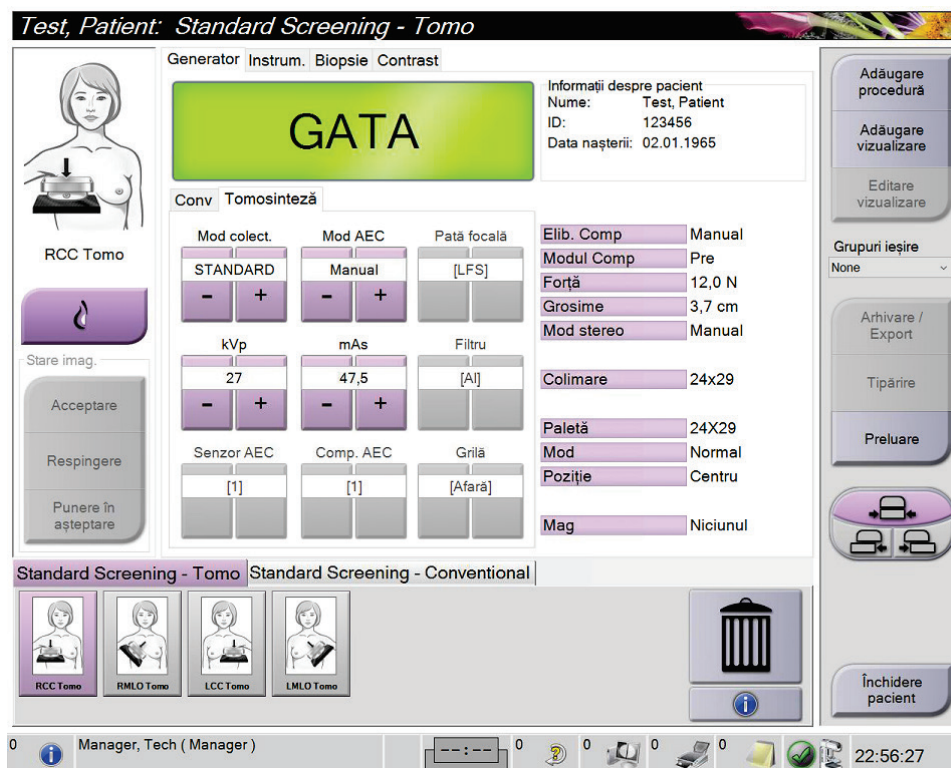 Test, Patient: Standard Screening - Tomo
Generator Instrum. Biopsie Contrast
GATA
Informații despre pacient
Nume: Test, Patient
ID: 123456
Data nașterii: 02.01.1965
RCC Tomo
Stare imag.
Acceptare
Respingere
Punere în
așteptare
Conv Tomosinteză
Mod colect. Mod AEC Pată focală
STANDARD Manual [LFS]
- + - +
kVp mAs Filtru
27 47,5 [Al]
- + - +
Senzor AEC Comp. AEC Grilă
[1] [1] [Afară]
Elib. Comp Manual
Modul Comp Pre
Forță 12,0 N
Grosime 3,7 cm
Mod stereo Manual
Colimare 24x29
Paletă 24X29
Mod Normal
Poziție Centru
Mag Niciunul
Adăugare
procedură
Adăugare
vizualizare
Editare
vizualizare
Grupuri ieșire
None
Arhivare /
Export
Tipărire
Preluare
Închidere
pacient
Standard Screening - Tomo Standard Screening - Conventional
RCC Tomo RMLO Tomo LCC Tomo LMLO Tomo
0 Manager, Tech ( Manager ) --:-- 0 0 0 0 22:56:27